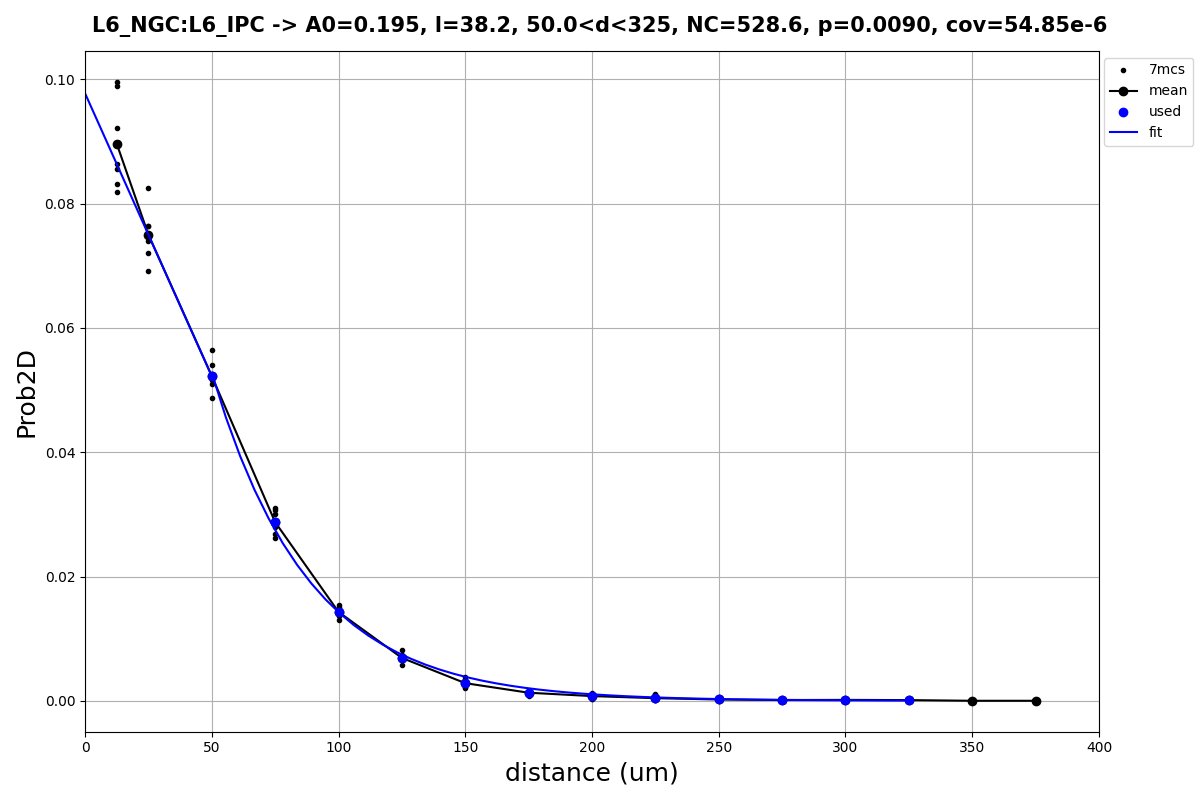 L6_NGC:L6_IPC -> A0=0.195, l=38.2, 50.0<d<325, NC=528.6, p=0.0090, cov=54.85e-6
7mcs
mean
used
fit
0.10
0.08
0.06
0.04
0.02
0.00
Prob2D
0 50 100 150 200 250 300 350 400
distance (um)